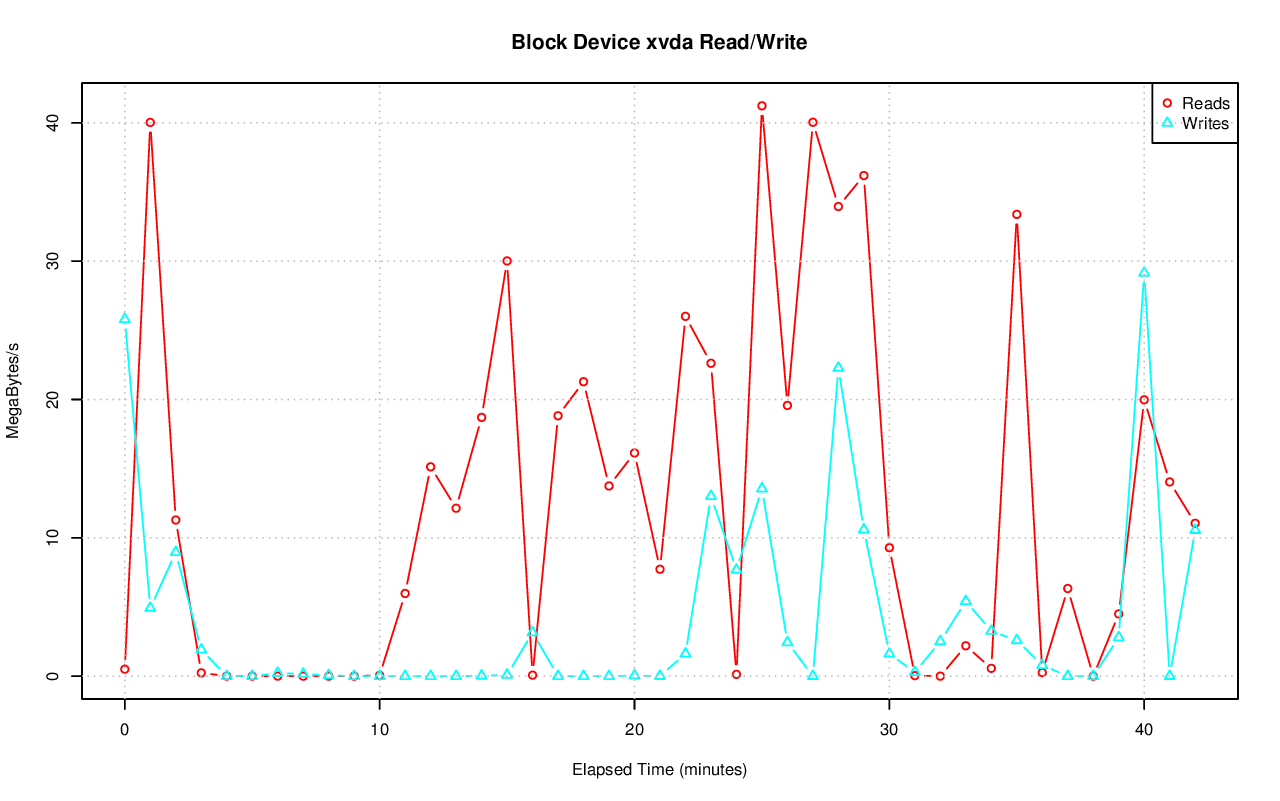 Block Device xvda Read/Write
Reads
Writes
40
30
20
10
0
MegaBytes/s
0 10 20 30 40
Elapsed Time (minutes)